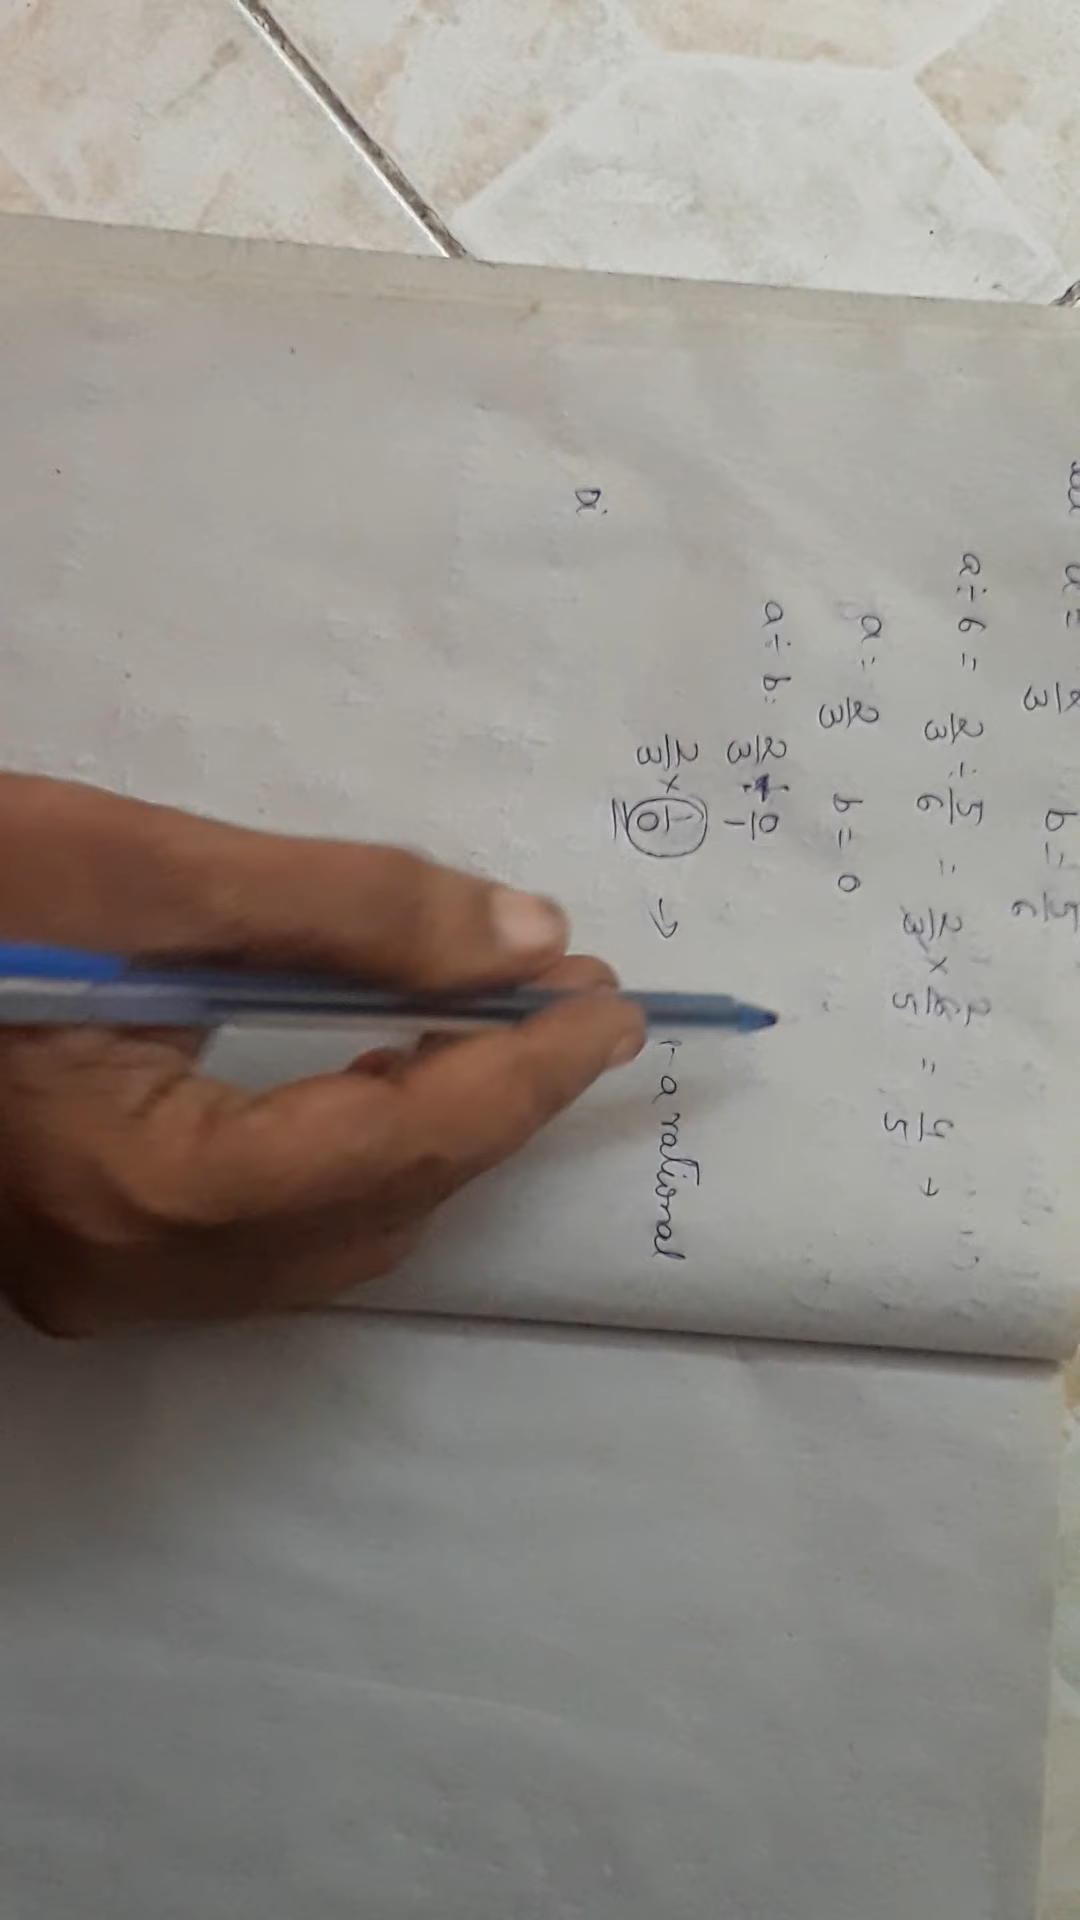 a = 2/3 b = 5/6
a ÷ b = 2/3 ÷ 5/6 = 2/3 × 6/5 = 4/5 →
a = 2/3 b = 0
a ÷ b = 2/3 ÷ 0/1
2/3 × 1/0 → a rational
Di